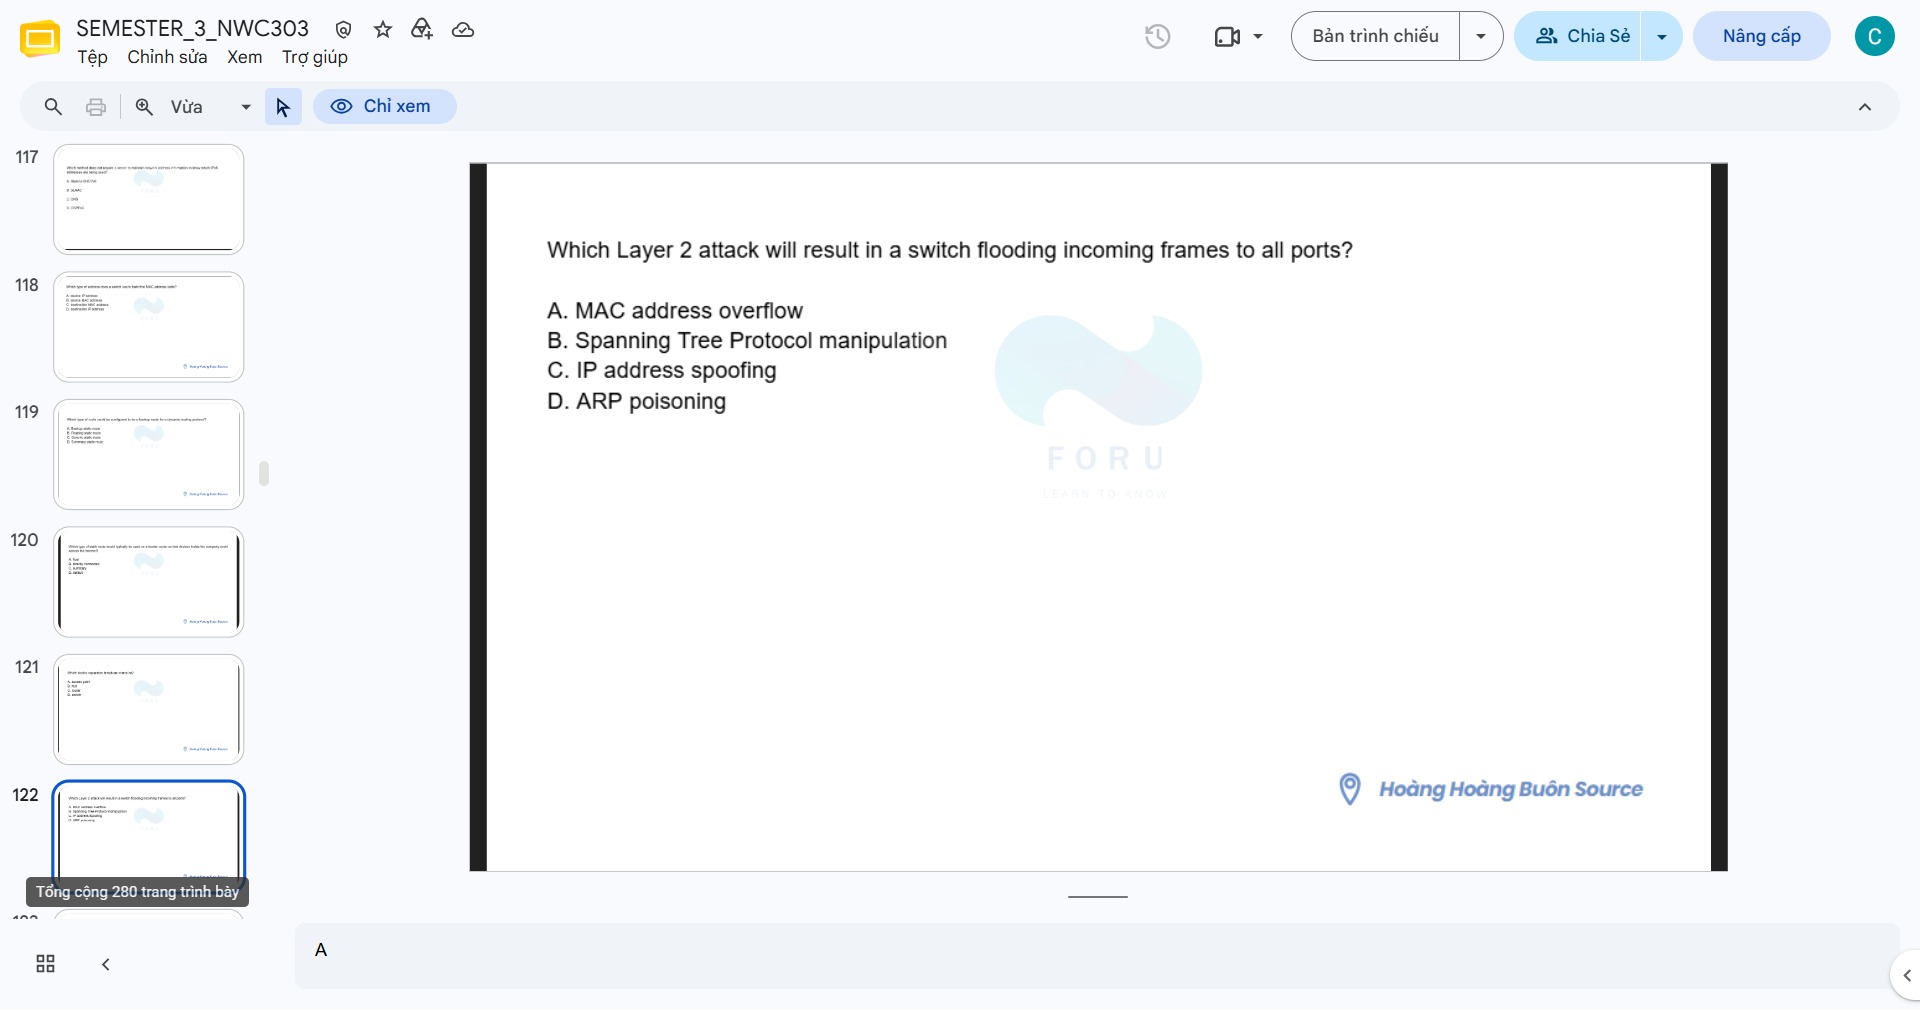 SEMESTER_3_NWC303
Tệp Chỉnh sửa Xem Trợ giúp
Bản trình chiếu
Chia Sẻ
Nâng cấp
C
Vừa
Chỉ xem
117
118
119
120
121
122
Tổng cộng 280 trang trình bày
Which Layer 2 attack will result in a switch flooding incoming frames to all ports?
A. MAC address overflow
B. Spanning Tree Protocol manipulation
C. IP address spoofing
D. ARP poisoning
FORU
LEARN TO KNOW
Hoàng Hoàng Buôn Source
A